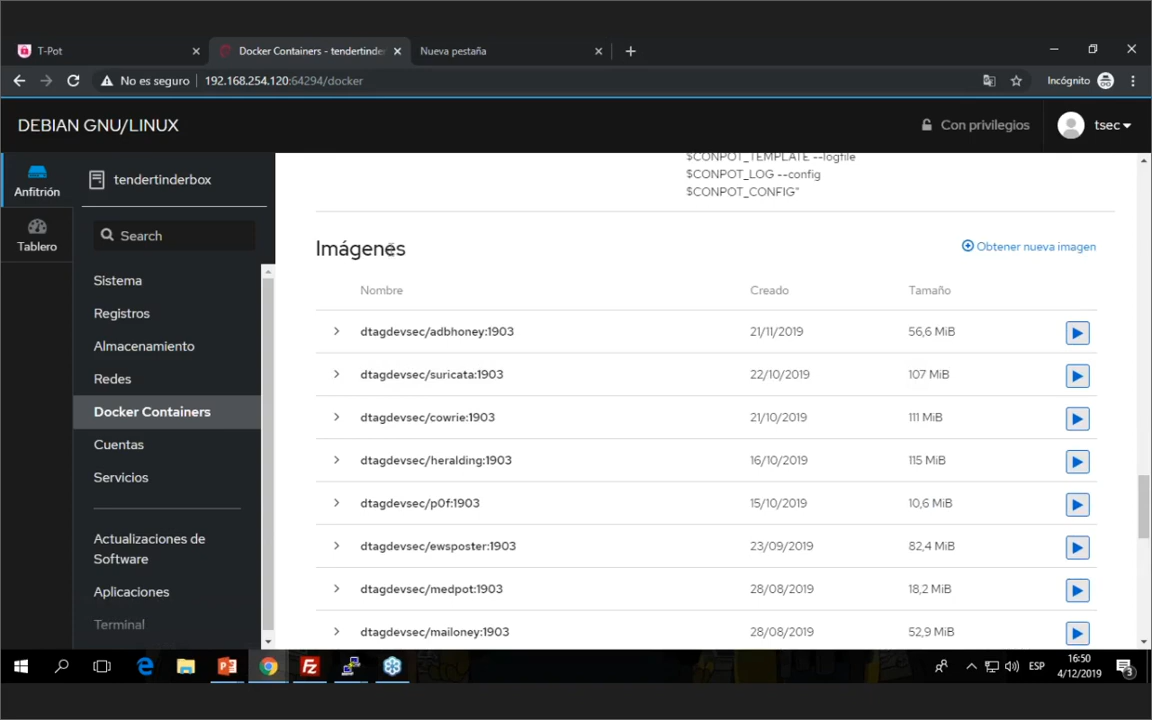 T-Pot
Docker Containers - tendertinder
Nueva pestaña
No es seguro
192.168.254.120:64294/docker
Incógnito
DEBIAN GNU/LINUX
Con privilegios
tsec
Anfitrión
Tablero
tendertinderbox
Search
Sistema
Registros
Almacenamiento
Redes
Docker Containers
Cuentas
Servicios
Actualizaciones de
Software
Aplicaciones
Terminal
$CONPOT_TEMPLATE --logfile
$CONPOT_LOG --config
$CONPOT_CONFIG"
Imágenes
Obtener nueva imagen
Nombre Creado Tamaño
dtagdevsec/adbhoney:1903 21/11/2019 56,6 MiB
dtagdevsec/suricata:1903 22/10/2019 107 MiB
dtagdevsec/cowrie:1903 21/10/2019 111 MiB
dtagdevsec/heralding:1903 16/10/2019 115 MiB
dtagdevsec/p0f:1903 15/10/2019 10,6 MiB
dtagdevsec/ewsposter:1903 23/09/2019 82,4 MiB
dtagdevsec/medpot:1903 28/08/2019 18,2 MiB
dtagdevsec/mailoney:1903 28/08/2019 52,9 MiB
ESP
16:50
4/12/2019
3